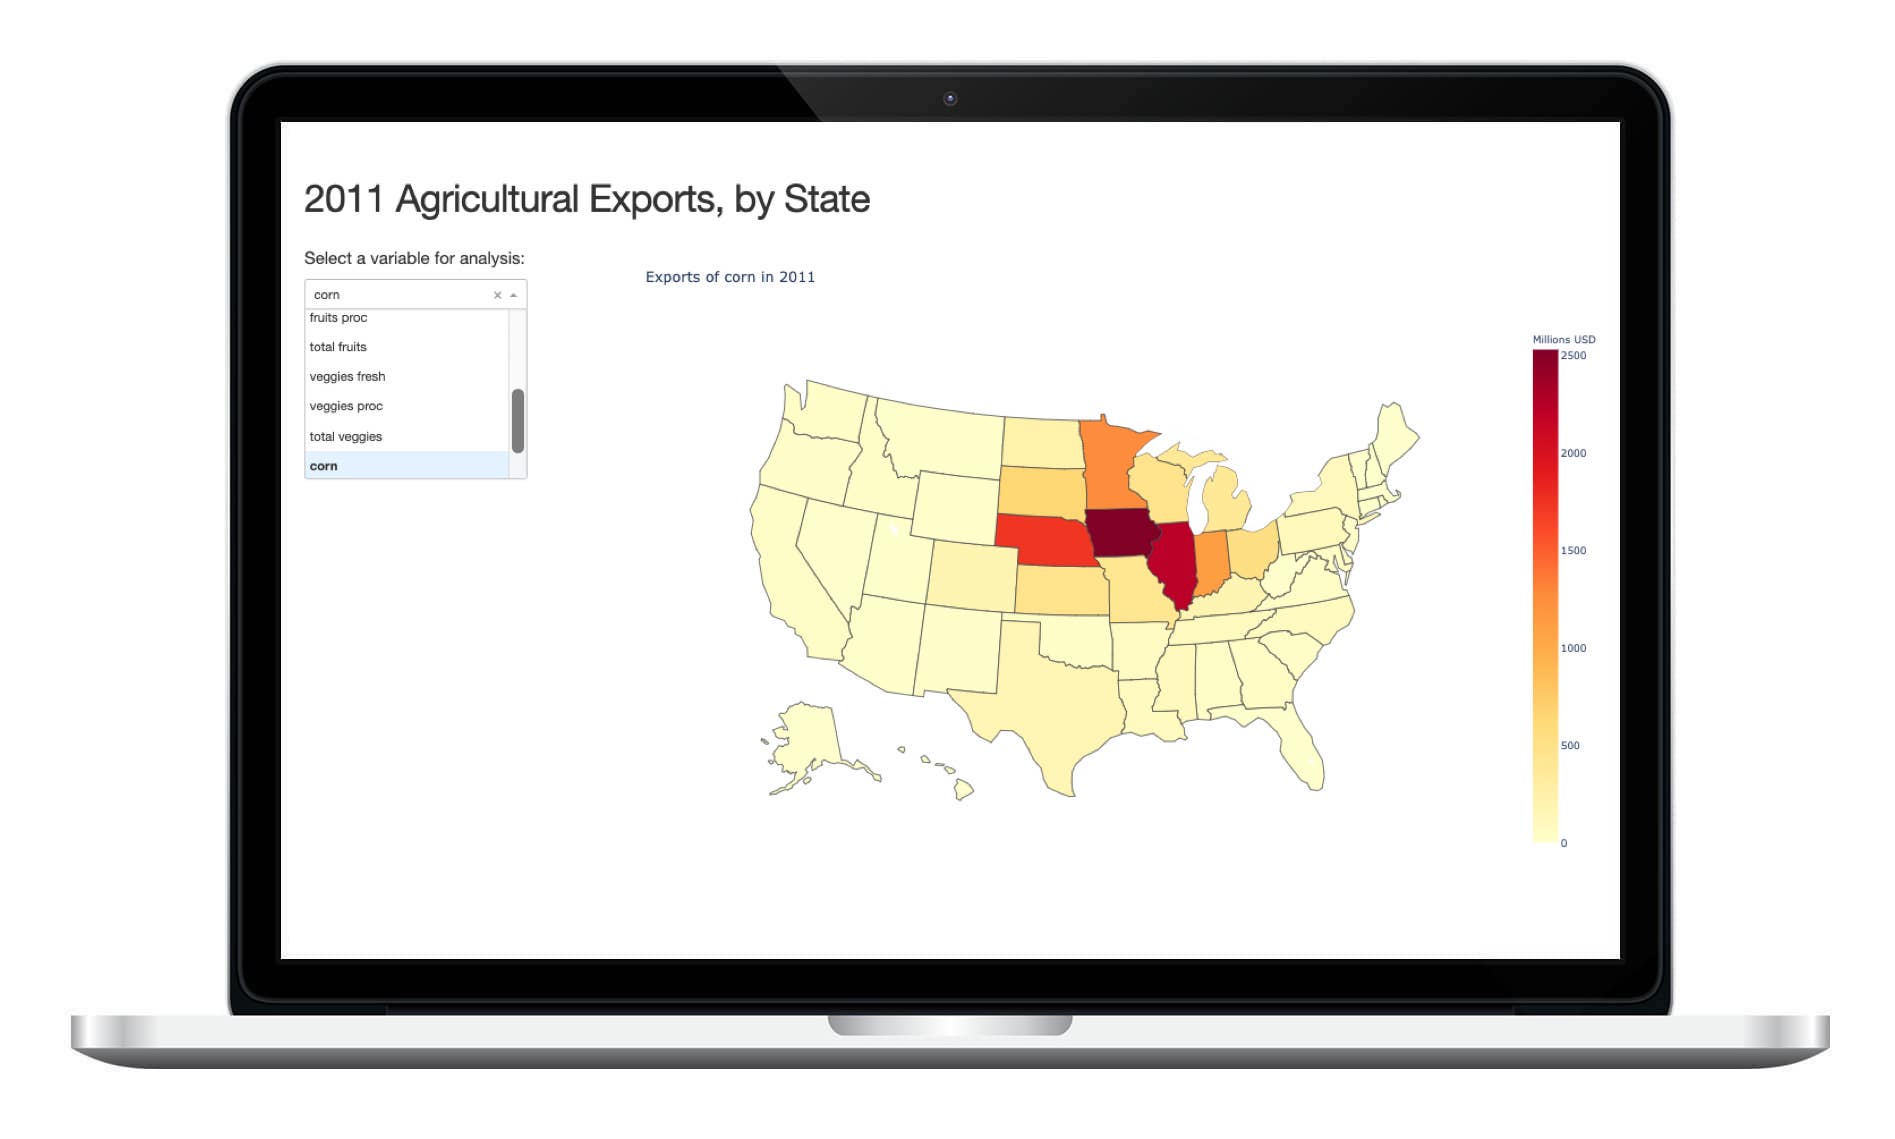 2011 Agricultural Exports, by State
Select a variable for analysis:
corn
fruits proc
total fruits
veggies fresh
veggies proc
total veggies
corn
Exports of corn in 2011
Millions USD
2500
2000
1500
1000
500
0